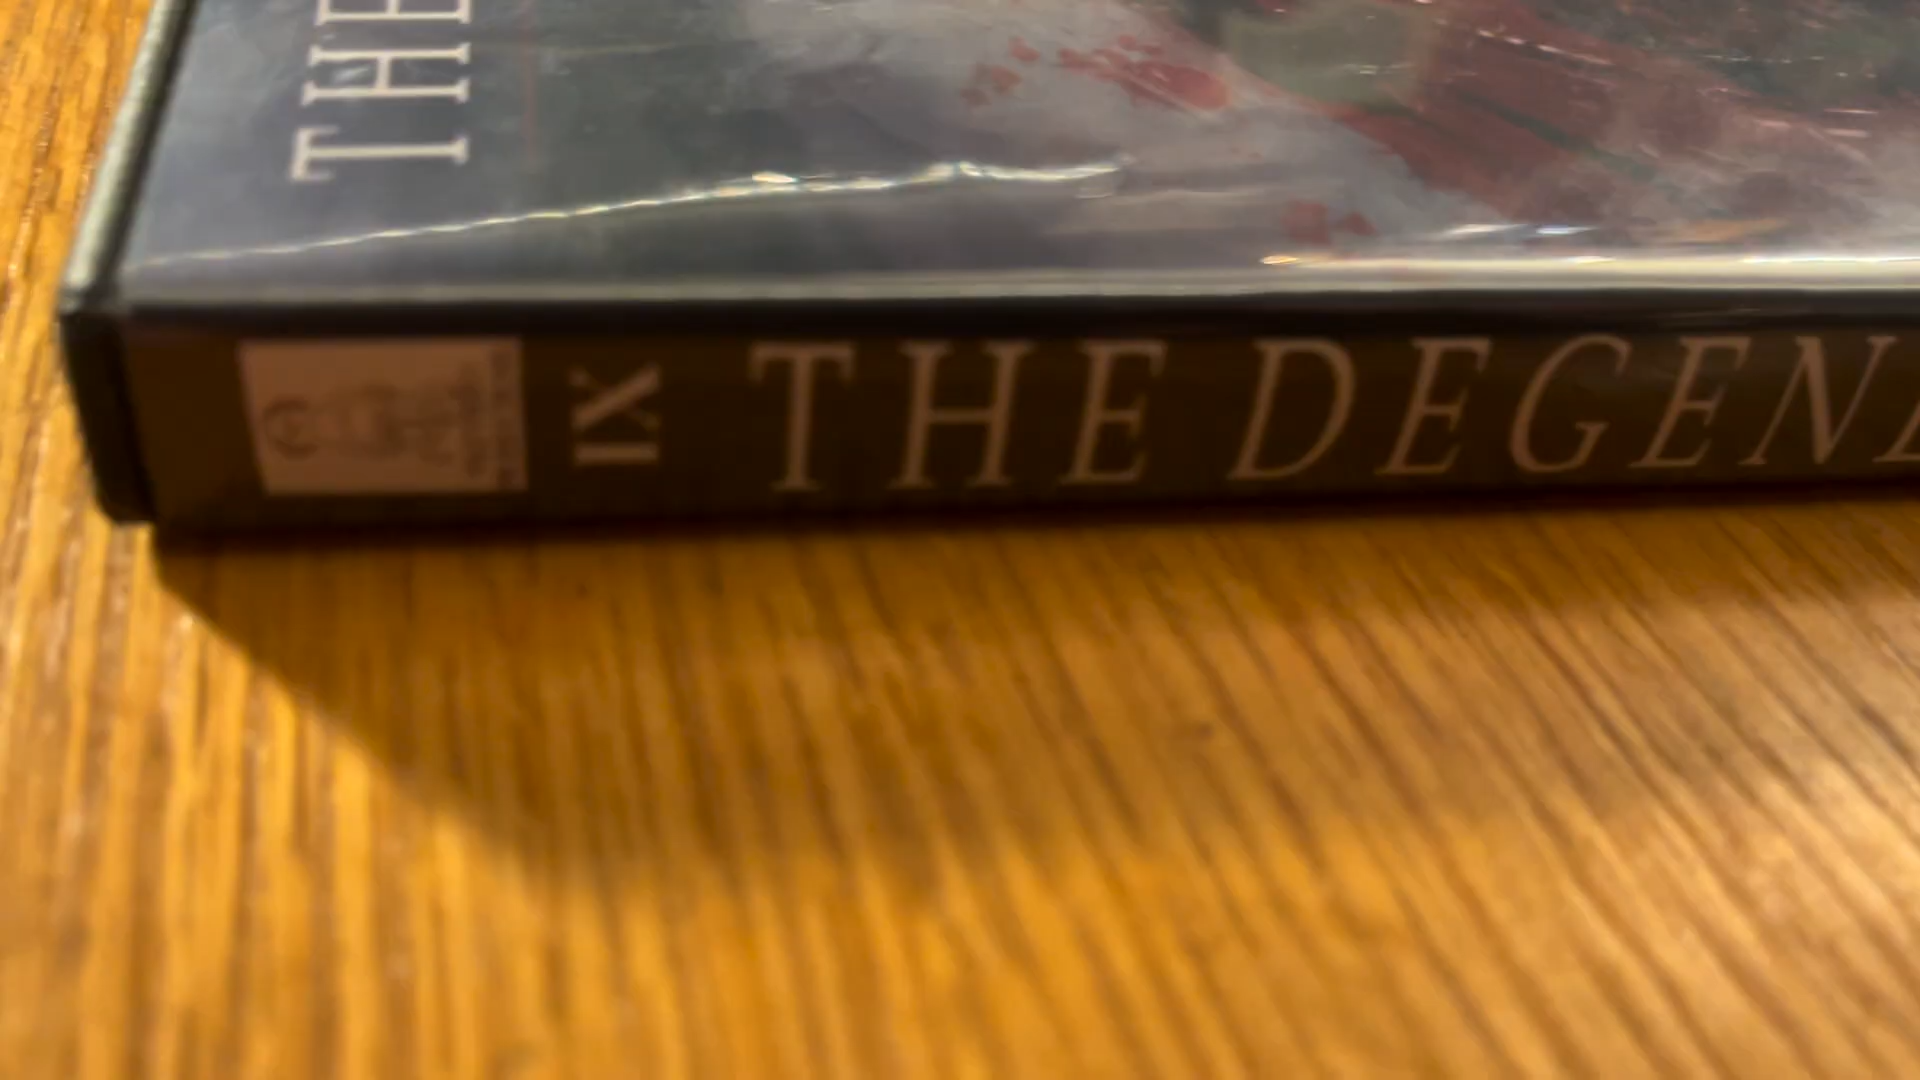 THE
IX
THE DEGEN